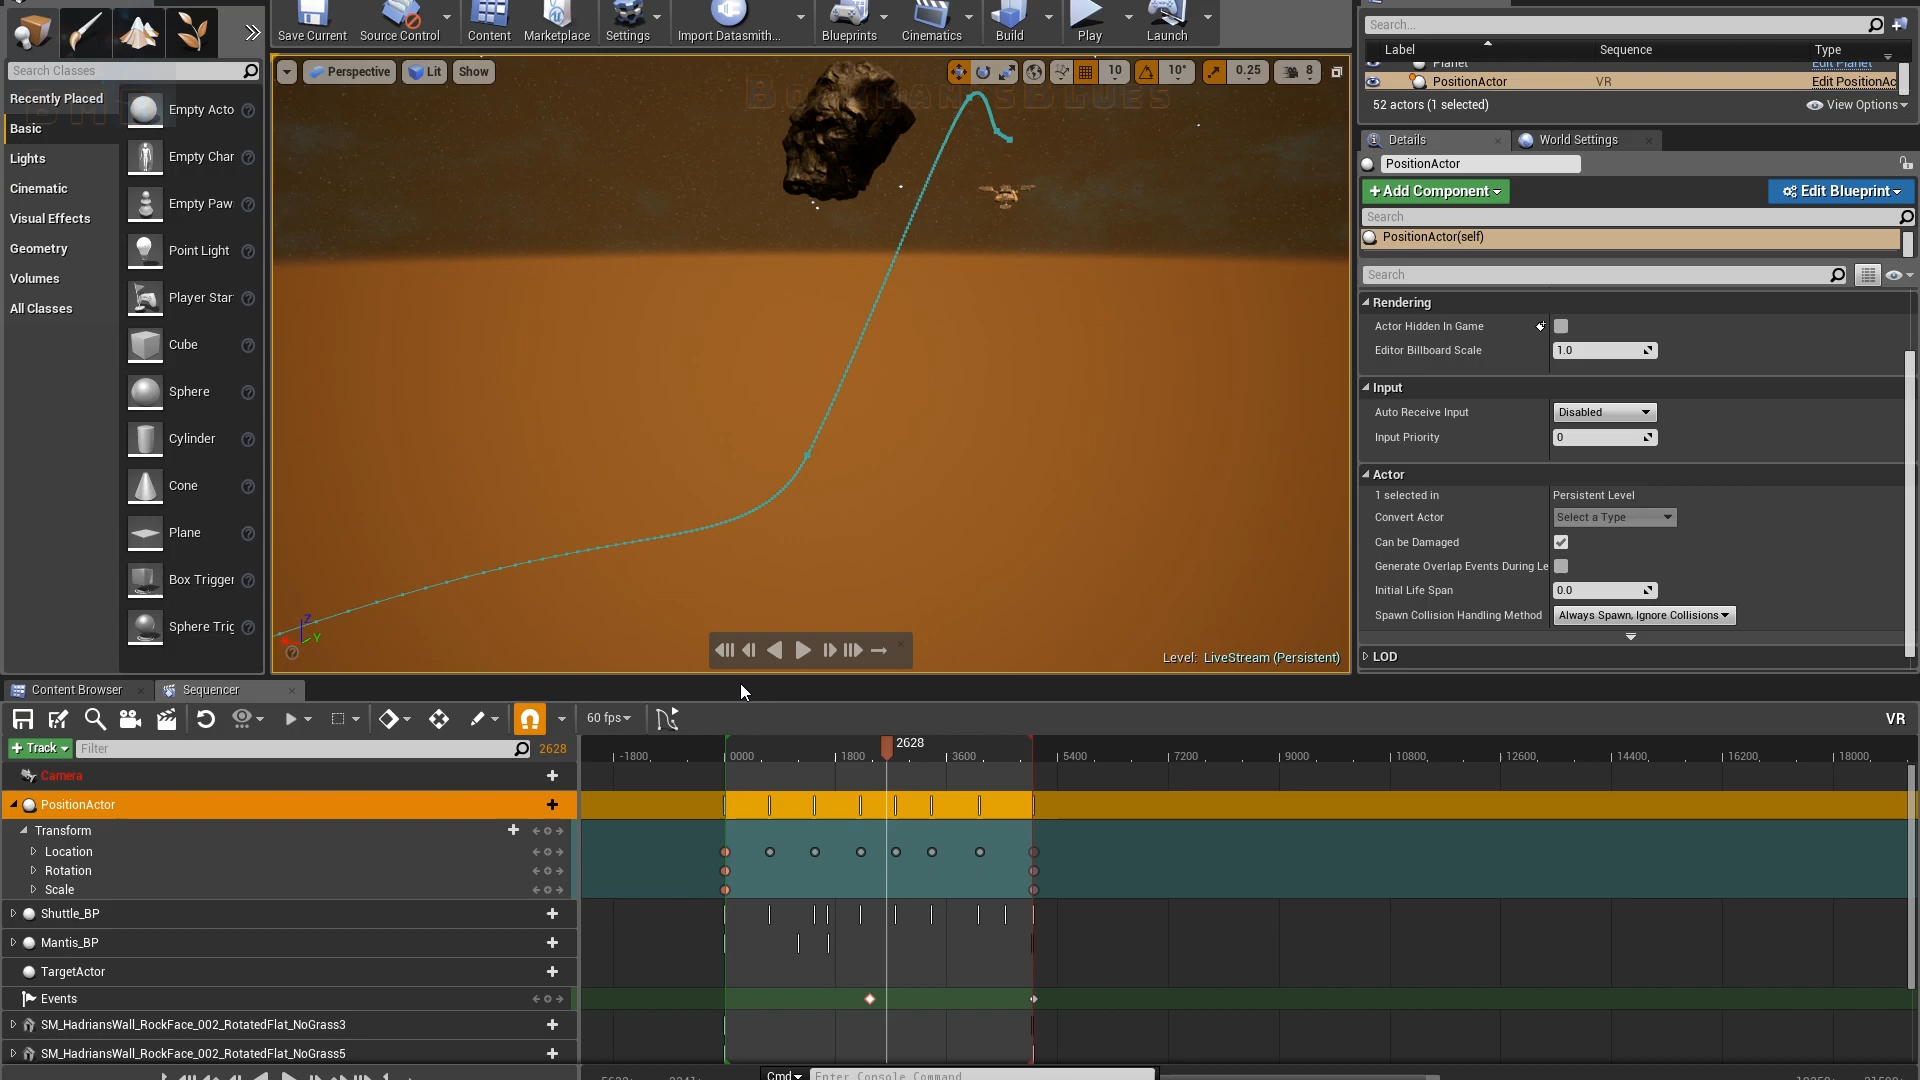 Save Current
Source Control
Content
Marketplace
Settings
Import Datasmith...
Blueprints
Cinematics
Build
Play
Launch
Search Classes
Recently Placed
Basic
Lights
Cinematic
Visual Effects
Geometry
Volumes
All Classes
Empty Acto
Empty Char
Empty Paw
Point Light
Player Star
Cube
Sphere
Cylinder
Cone
Plane
Box Trigger
Sphere Trig
Perspective
Lit
Show
10
10°
0.25
8
Z
Y
Level: LiveStream (Persistent)
Search...
Label Sequence Type
Planet Edit Planet
PositionActor VR Edit PositionAc
52 actors (1 selected)
View Options
Details
World Settings
PositionActor
+Add Component
Edit Blueprint
Search
PositionActor(self)
Search
Rendering
Actor Hidden In Game
Editor Billboard Scale 1.0
Input
Auto Receive Input Disabled
Input Priority 0
Actor
1 selected in Persistent Level
Convert Actor Select a Type
Can be Damaged
Generate Overlap Events During Le
Initial Life Span 0.0
Spawn Collision Handling Method Always Spawn, Ignore Collisions
LOD
Content Browser
Sequencer
60 fps
VR
+ Track
Filter
2628
2628
-1800 0000 1800 3600 5400 7200 9000 10800 12600 14400 16200 18000
Camera
PositionActor
Transform
Location
Rotation
Scale
Shuttle_BP
Mantis_BP
TargetActor
Events
SM_HadriansWall_RockFace_002_RotatedFlat_NoGrass3
SM_HadriansWall_RockFace_002_RotatedFlat_NoGrass5
Cmd
Enter Console Command